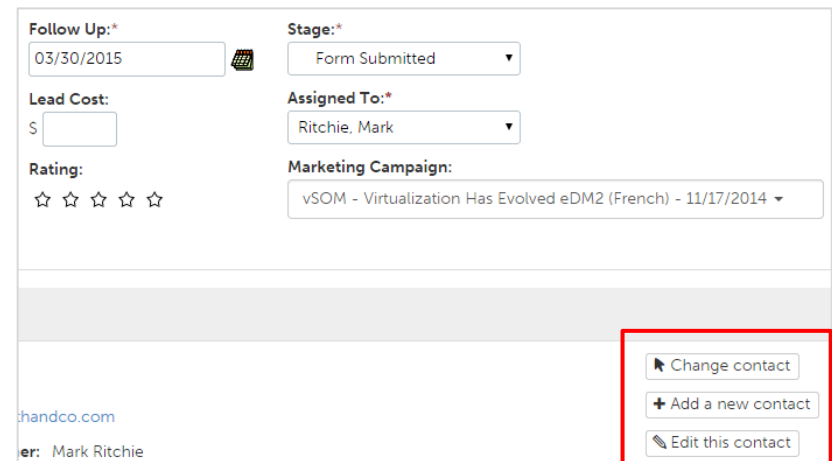 Follow Up:* Stage:*
03/30/2015 Form Submitted
Lead Cost: Assigned To:*
$ Ritchie, Mark
Rating: Marketing Campaign:
vSOM - Virtualization Has Evolved eDM2 (French) - 11/17/2014
Change contact
Add a new contact
thandco.com
Edit this contact
er: Mark Ritchie